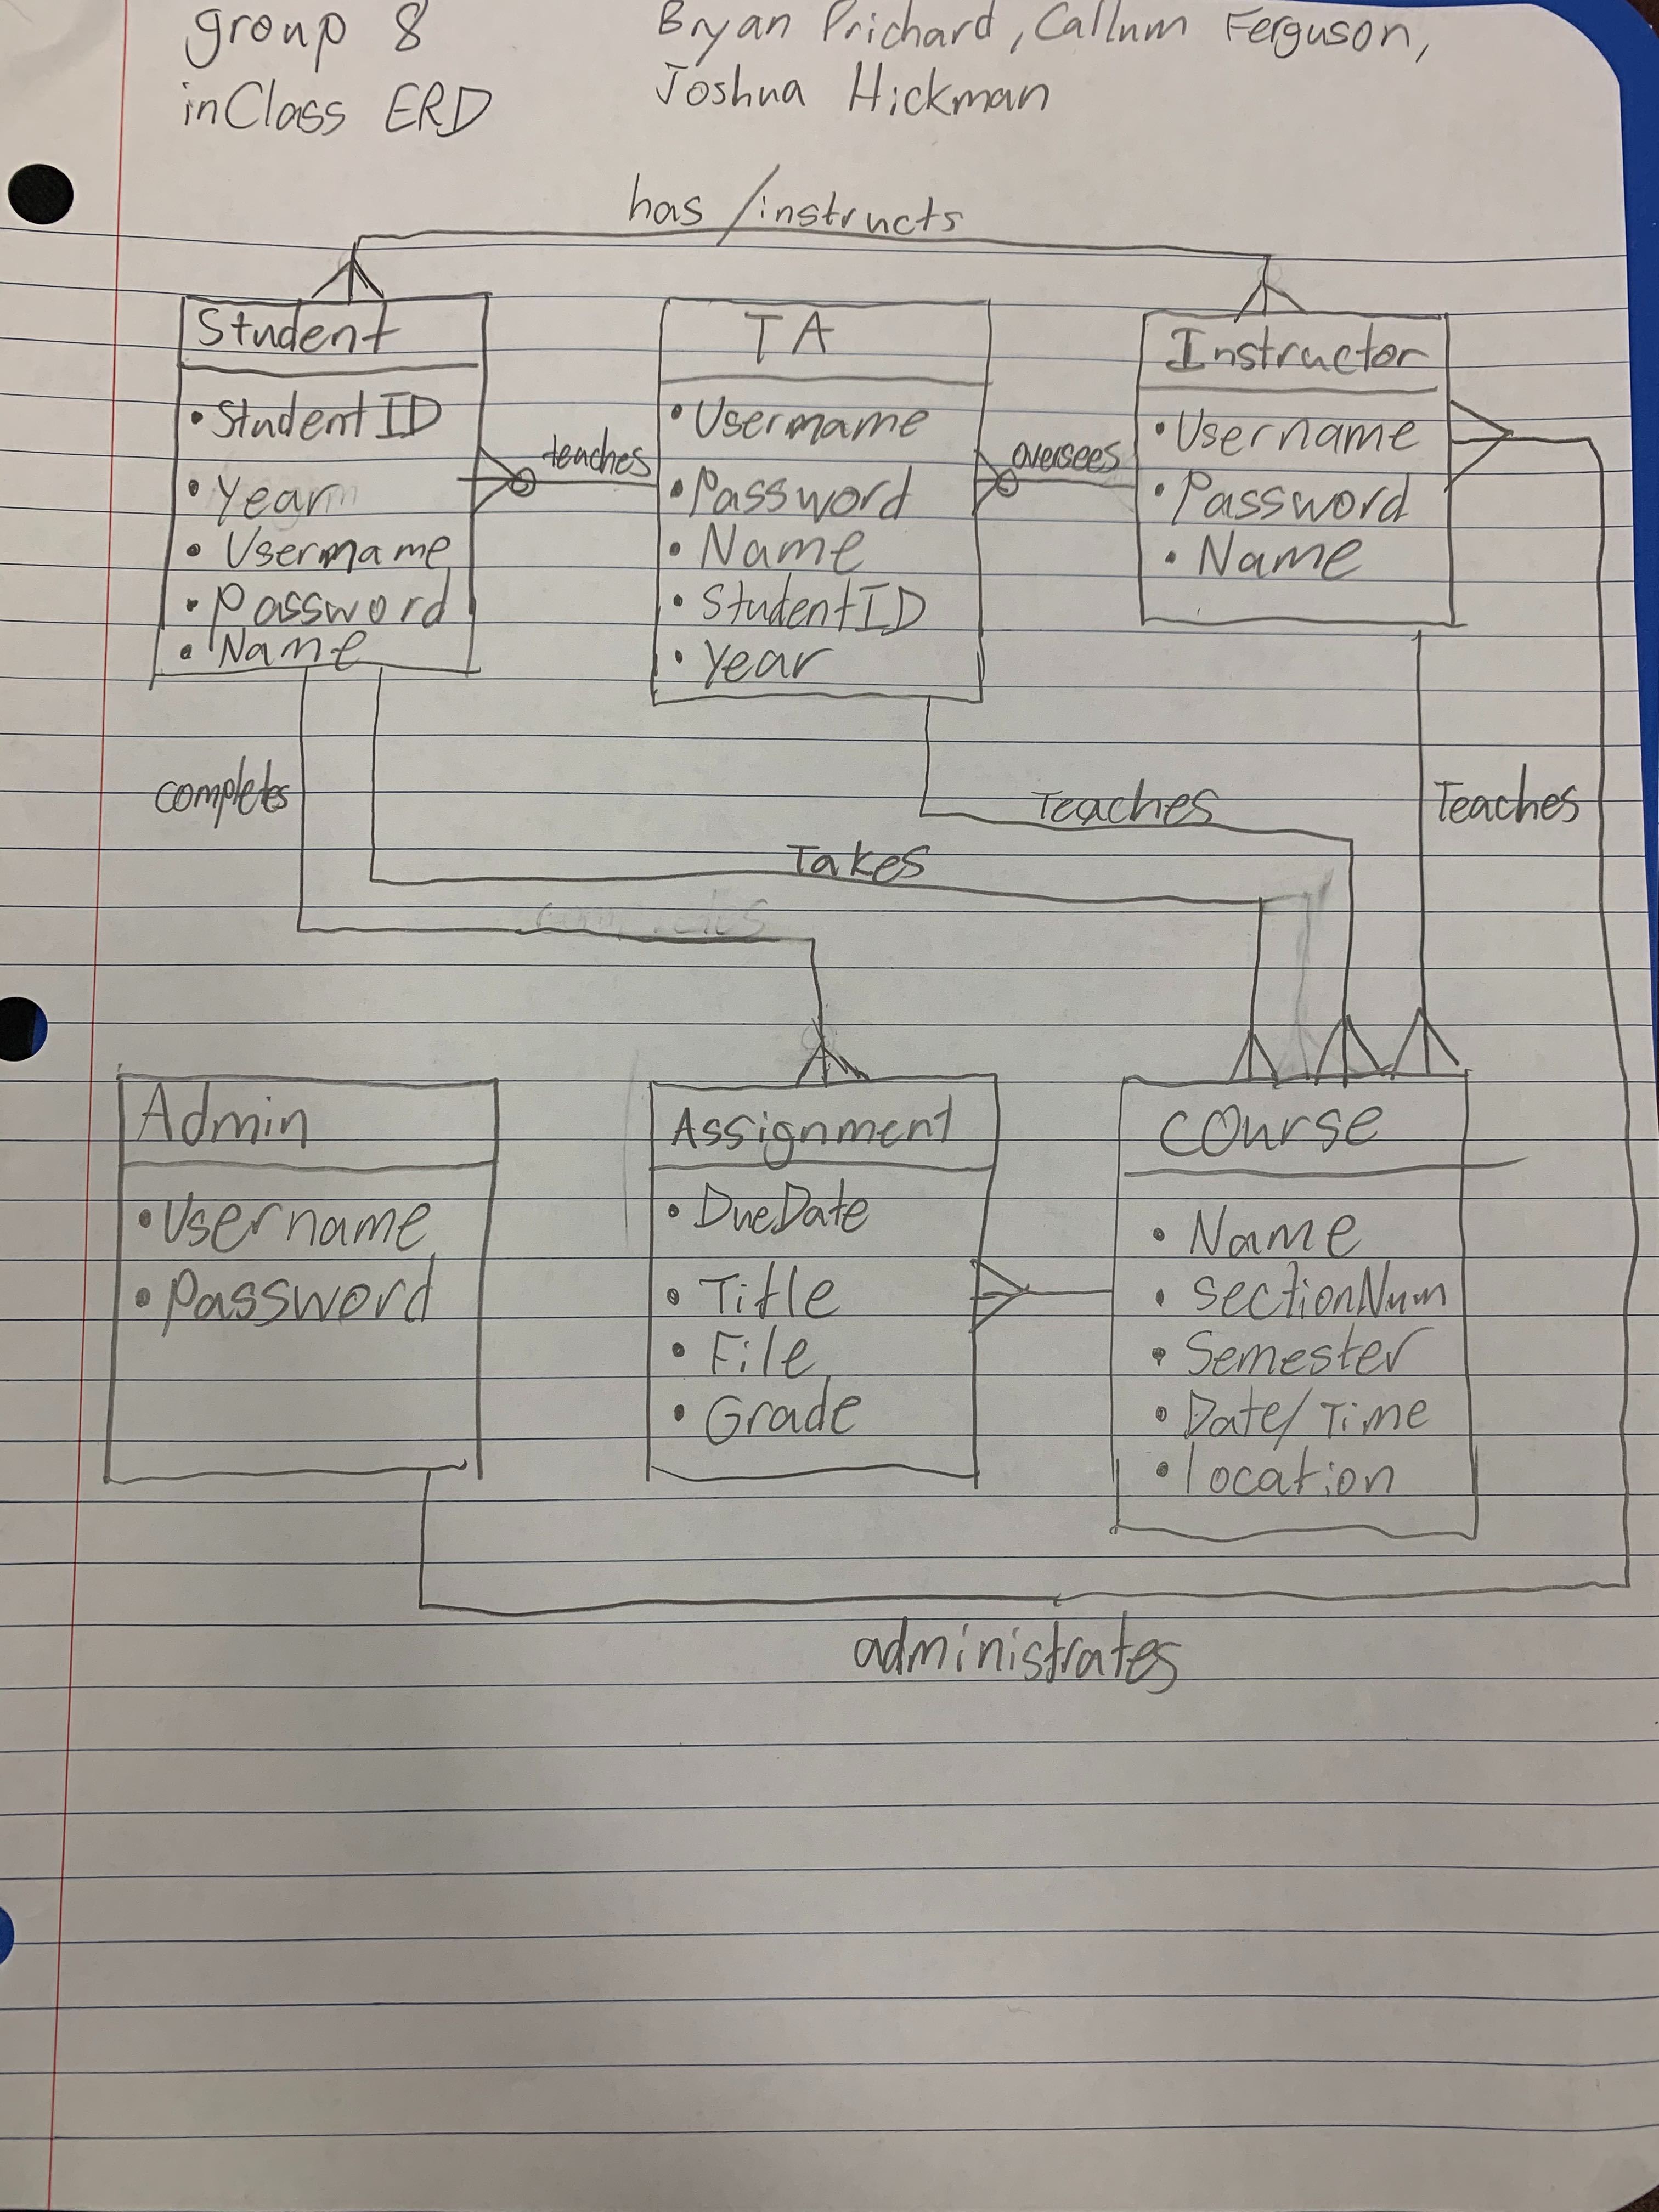 group 8
inClass ERD
Bryan Prichard, Callum Ferguson,
Joshua Hickman
has / instructs
Student
• StudentID
• Year
• Username
• Password
• Name
teaches
TA
• Username
• Password
• Name
• StudentID
• Year
oversees
Instructor
• Username
• Password
• Name
completes
Teaches
Teaches
Takes
Admin
• Username
• Password
Assignment
• DueDate
• Title
• File
• Grade
Course
• Name
• sectionNum
• Semester
• Date/Time
• location
administrates